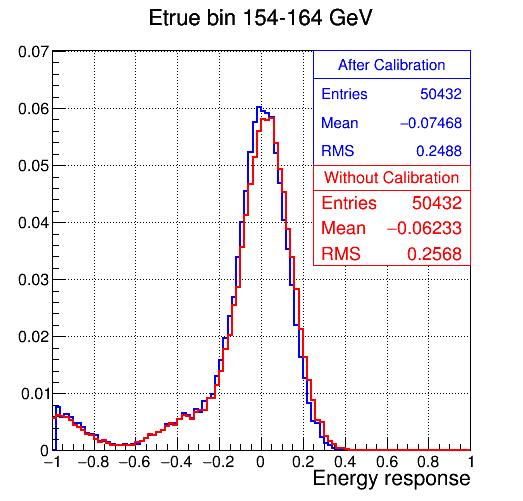 Etrue bin 154-164 GeV
0.07
0.06
0.05
0.04
0.03
0.02
0.01
0
After Calibration
Entries 50432
Mean −0.07468
RMS 0.2488
Without Calibration
Entries 50432
Mean −0.06233
RMS 0.2568
−1 −0.8 −0.6 −0.4 −0.2 0 0.2 0.4 0.6 0.8 1
Energy response